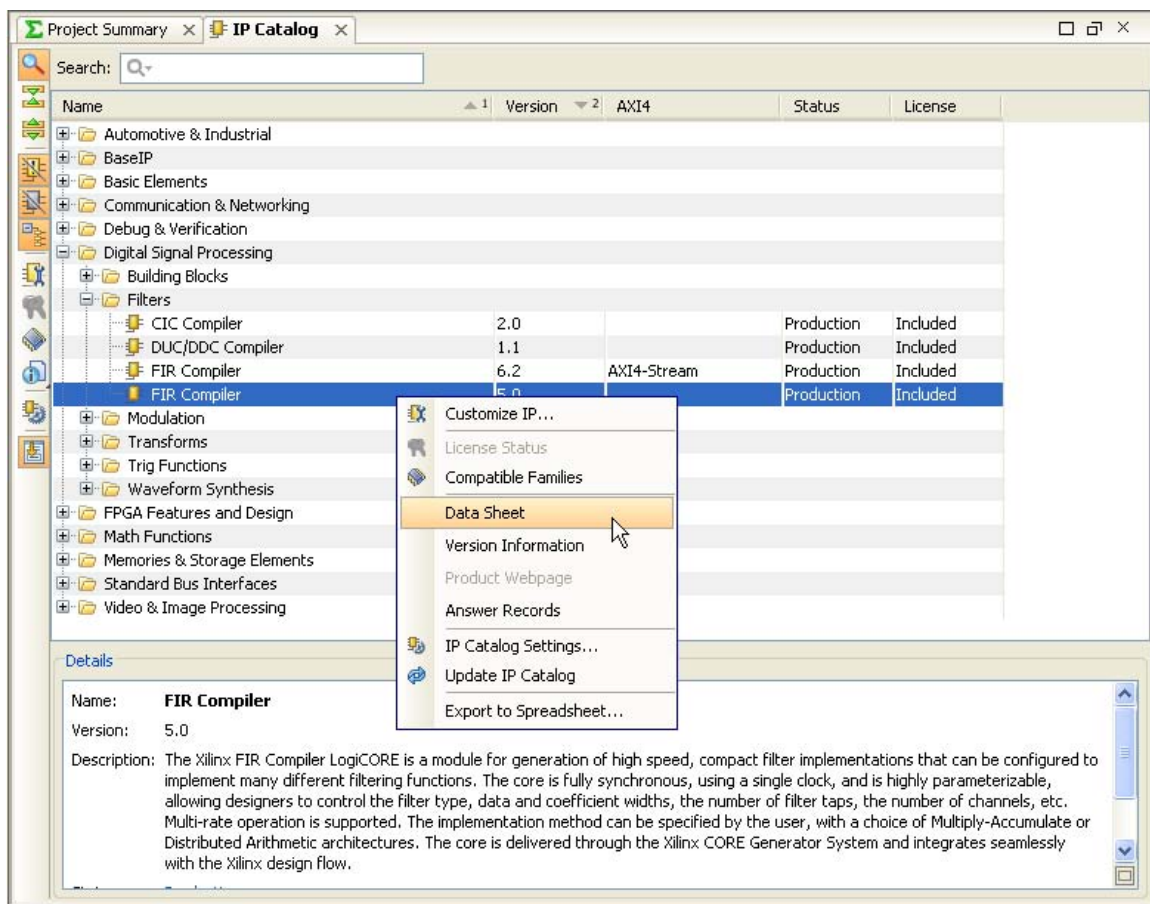 Project Summary IP Catalog
Search:
Name 1 Version 2 AXI4 Status License
Automotive & Industrial
BaseIP
Basic Elements
Communication & Networking
Debug & Verification
Digital Signal Processing
Building Blocks
Filters
CIC Compiler 2.0 Production Included
DUC/DDC Compiler 1.1 Production Included
FIR Compiler 6.2 AXI4-Stream Production Included
FIR Compiler 5.0 Production Included
Modulation
Transforms
Trig Functions
Waveform Synthesis
FPGA Features and Design
Math Functions
Memories & Storage Elements
Standard Bus Interfaces
Video & Image Processing
Customize IP...
License Status
Compatible Families
Data Sheet
Version Information
Product Webpage
Answer Records
IP Catalog Settings...
Update IP Catalog
Export to Spreadsheet...
Details
Name: FIR Compiler
Version: 5.0
Description: The Xilinx FIR Compiler LogiCORE is a module for generation of high speed, compact filter implementations that can be configured to
implement many different filtering functions. The core is fully synchronous, using a single clock, and is highly parameterizable,
allowing designers to control the filter type, data and coefficient widths, the number of filter taps, the number of channels, etc.
Multi-rate operation is supported. The implementation method can be specified by the user, with a choice of Multiply-Accumulate or
Distributed Arithmetic architectures. The core is delivered through the Xilinx CORE Generator System and integrates seamlessly
with the Xilinx design flow.